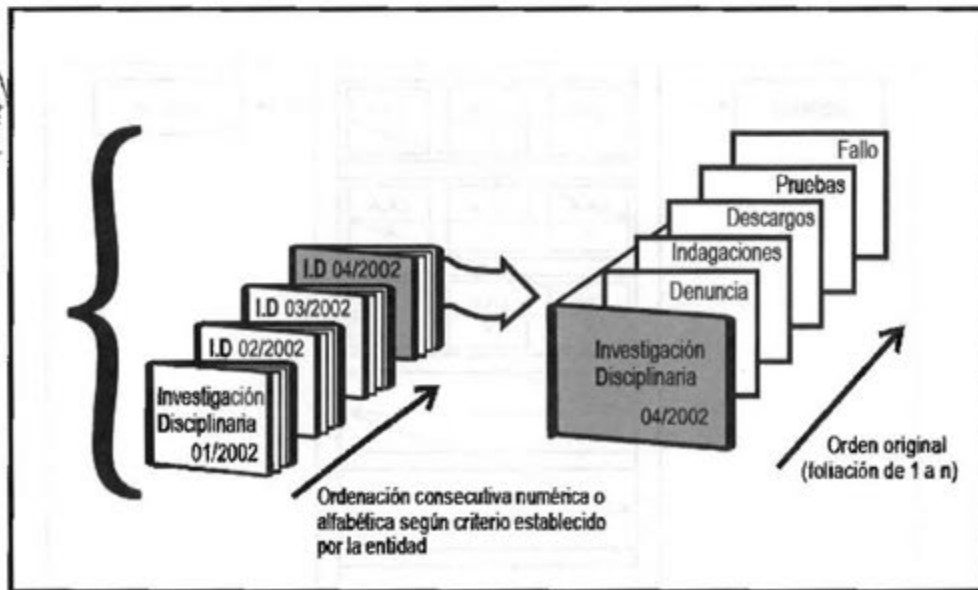 I.D 04/2002
I.D 03/2002
I.D 02/2002
Investigación
Disciplinaria
01/2002
Ordenación consecutiva numérica o
alfabética según criterio establecido
por la entidad
Fallo
Pruebas
Descargos
Indagaciones
Denuncia
Investigación
Disciplinaria
04/2002
Orden original
(foliación de 1 a n)